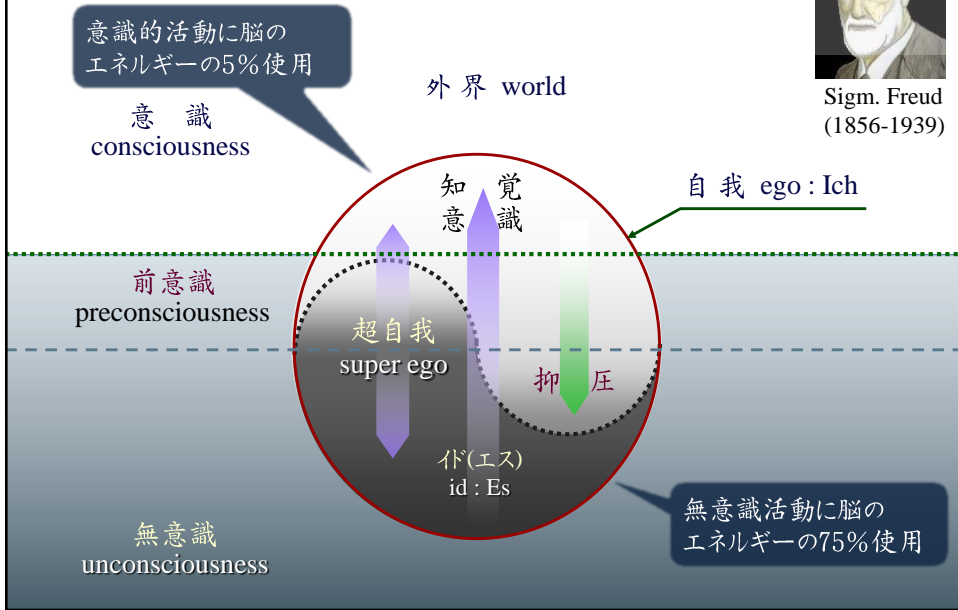 意識的活動に脳の
エネルギーの5%使用
外 界 world
Sigm. Freud
(1856-1939)
意 識
consciousness
知 覚
意 識
自 我 ego : Ich
前意識
preconsciousness
超自我
super ego
抑 圧
イド(エス)
id : Es
無意識活動に脳の
エネルギーの75%使用
無意識
unconsciousness